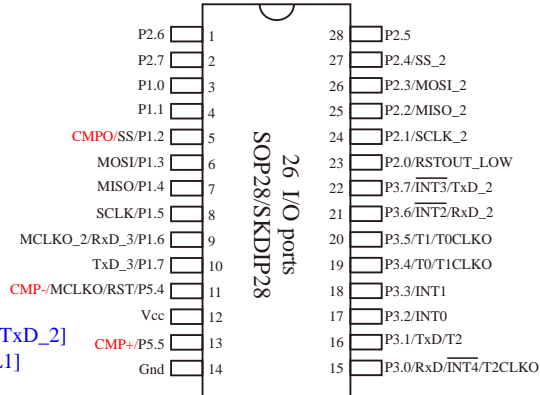 P2.6 1 28 P2.5
P2.7 2 27 P2.4/SS_2
P1.0 3 26 P2.3/MOSI_2
P1.1 4 25 P2.2/MISO_2
CMPO/SS/P1.2 5 24 P2.1/SCLK_2
MOSI/P1.3 6 23 P2.0/RSTOUT_LOW
MISO/P1.4 7 22 P3.7/INT3/TxD_2
SCLK/P1.5 8 21 P3.6/INT2/RxD_2
MCLKO_2/RxD_3/P1.6 9 20 P3.5/T1/T0CLKO
TxD_3/P1.7 10 19 P3.4/T0/T1CLKO
CMP-/MCLKO/RST/P5.4 11 18 P3.3/INT1
Vcc 12 17 P3.2/INT0
CMP+/P5.5 13 16 P3.1/TxD/T2
Gnd 14 15 P3.0/RxD/INT4/T2CLKO
26 I/O ports
SOP28/SKDIP28
TxD_2]
1]